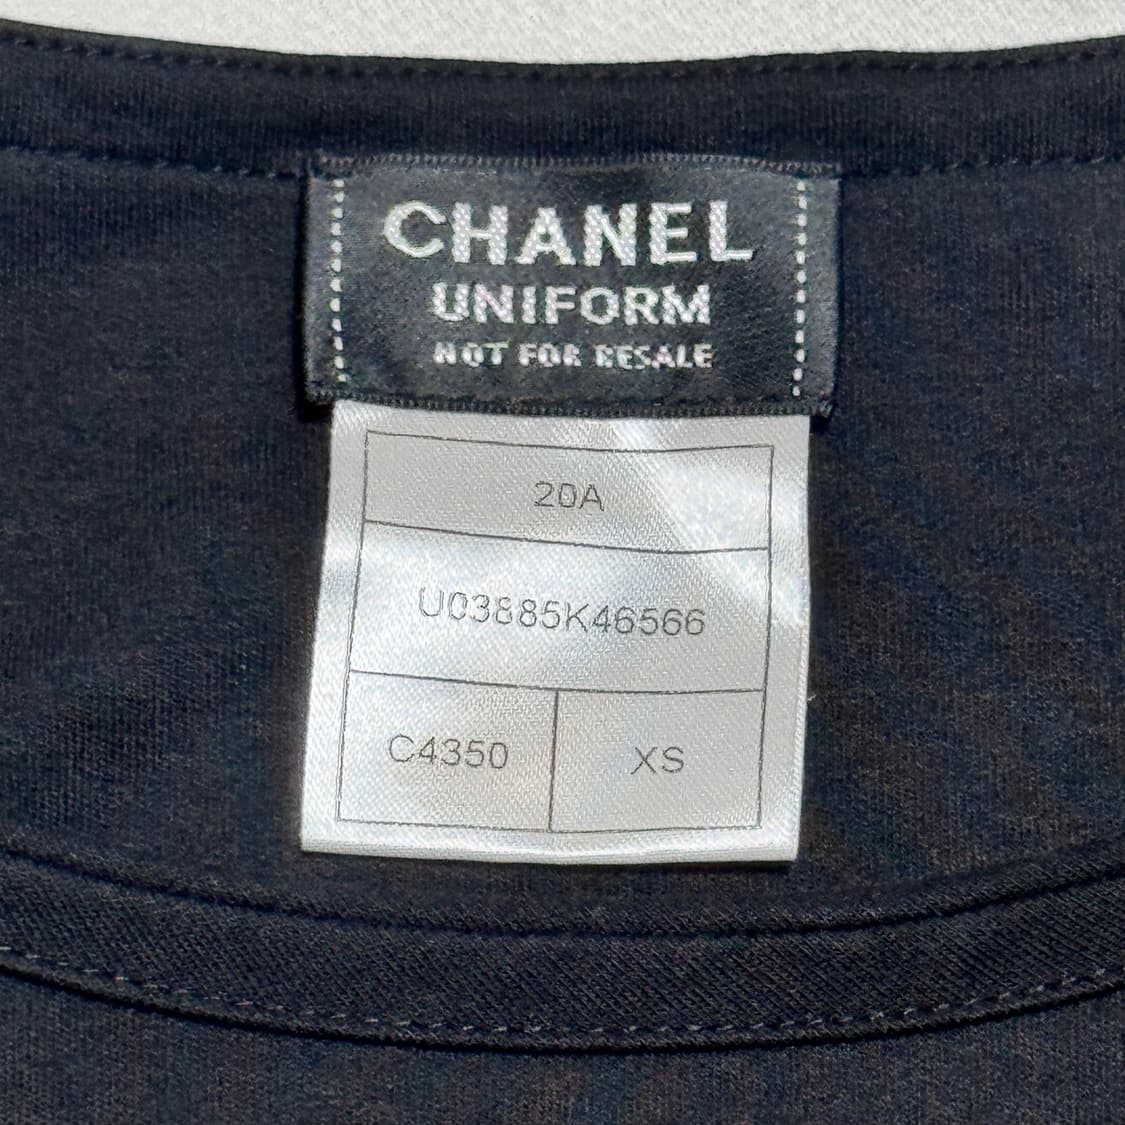 CHANEL
UNIFORM
NOT FOR RESALE
20A
U03885K46566
C4350
XS